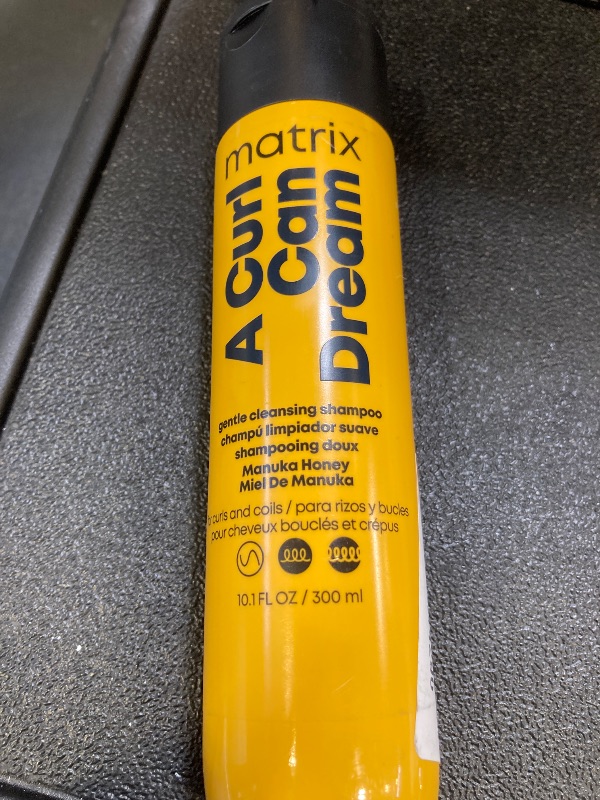 matrix
A Curl
Can
Dream
gentle cleansing shampoo
champú limpiador suave
shampooing doux
Manuka Honey
Miel De Manuka
curls and coils / para rizos y bucles
pour cheveux bouclés et crépus
10.1 FL OZ / 300 ml